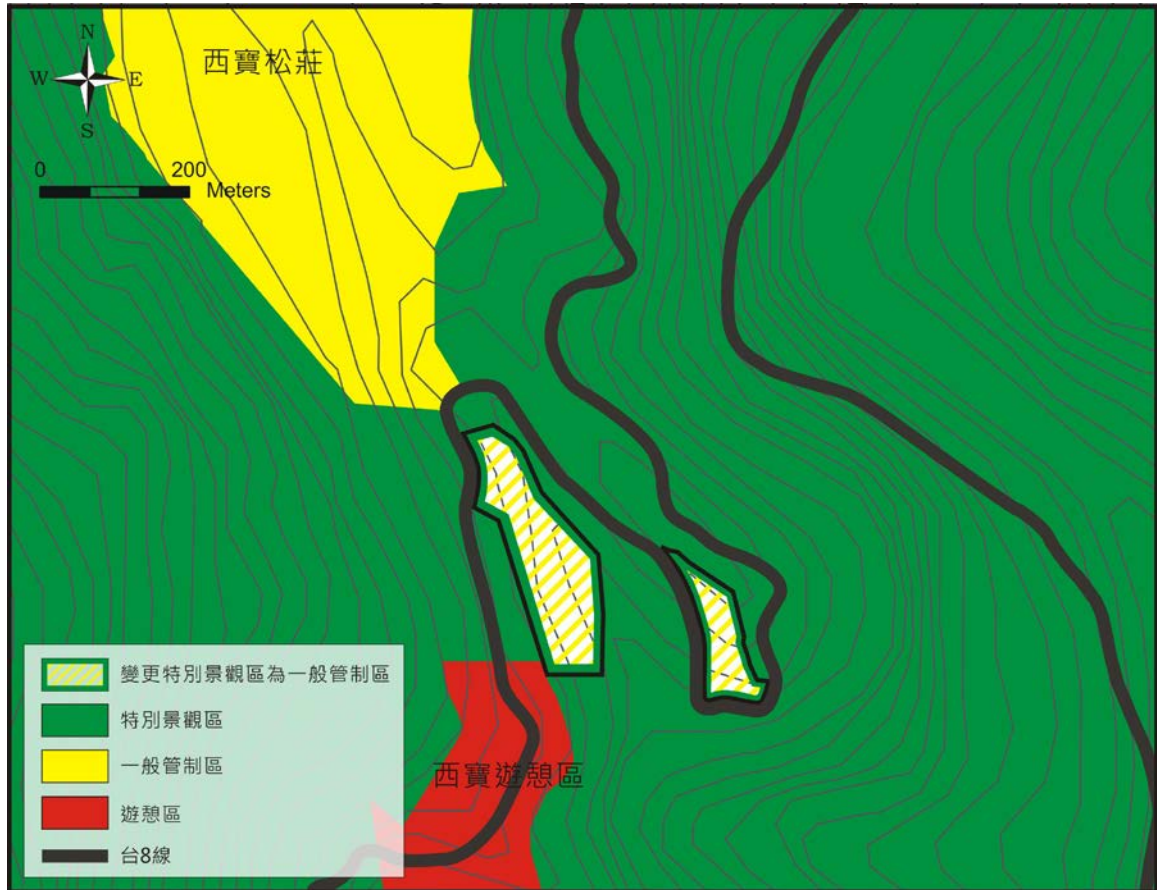 西寶松莊
N
W E
S
0 200
Meters
變更特別景觀區為一般管制區
特別景觀區
一般管制區
遊憩區
台8線
西寶遊憩區